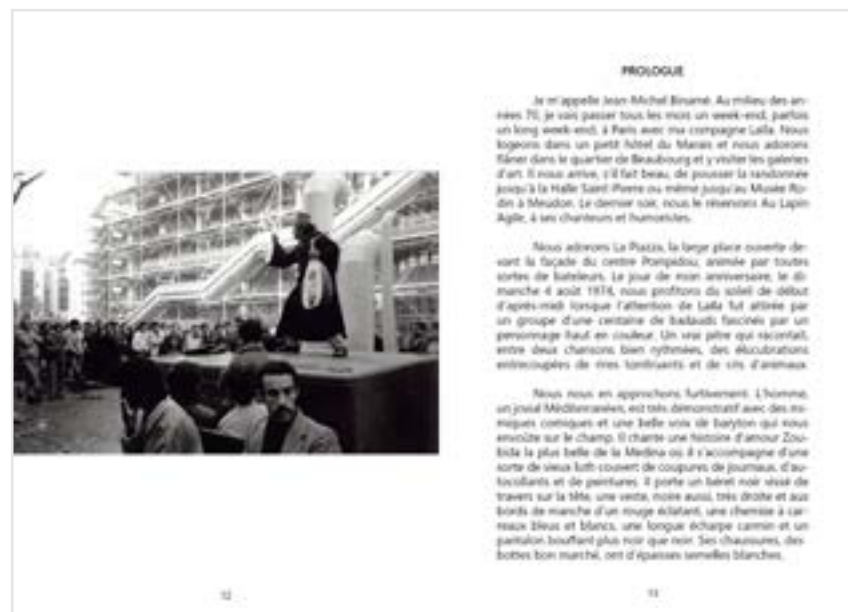 PROLOGUE
Je m'appelle Jean-Michel Binamé. Au milieu des an-
nées 70, je vais passer tous les mois un week-end, parfois
un long week-end, à Paris avec ma compagne Laïla. Nous
logeons dans un petit hôtel du Marais et nous adorons
flâner dans le quartier de Beaubourg et y visiter les galeries
d'art. Il nous arrive, s'il fait beau, de pousser la randonnée
jusqu'à la Halle Saint-Pierre ou même jusqu'au Musée Ro-
din à Meudon. Le dernier soir, nous le réservons Au Lapin
Agile, à ses chanteurs et humoristes.
Nous adorons La Piazza, la large place ouverte de-
vant la façade du centre Pompidou, animée par toutes
sortes de bateleurs. Le jour de mon anniversaire, le di-
manche 4 août 1974, nous profitons du soleil de début
d'après-midi lorsque l'attention de Laïla fut attirée par
un groupe d'une centaine de badauds fascinés par un
personnage haut en couleur. Un vrai pitre qui racontait,
entre deux chansons bien rythmées, des élucubrations
entrecoupées de rires tonitruants et de cris d'animaux.
Nous nous en approchons furtivement. L'homme,
un jovial Méditerranéen, est très démonstratif avec des mi-
miques comiques et une belle voix de baryton qui nous
envoûte sur le champ. Il chante une histoire d'amour Zou-
bida la plus belle de la Medina où il s'accompagne d'une
sorte de vieux luth couvert de coupures de journaux, d'au-
tocollants et de peintures. Il porte un béret noir vissé de
travers sur la tête, une veste, noire aussi, très droite et aux
bords de manche d'un rouge éclatant, une chemise à car-
reaux bleus et blancs, une longue écharpe carmin et un
pantalon bouffant plus noir que noir. Ses chaussures, des
bottes bon marché, ont d'épaisses semelles blanches.
12
13